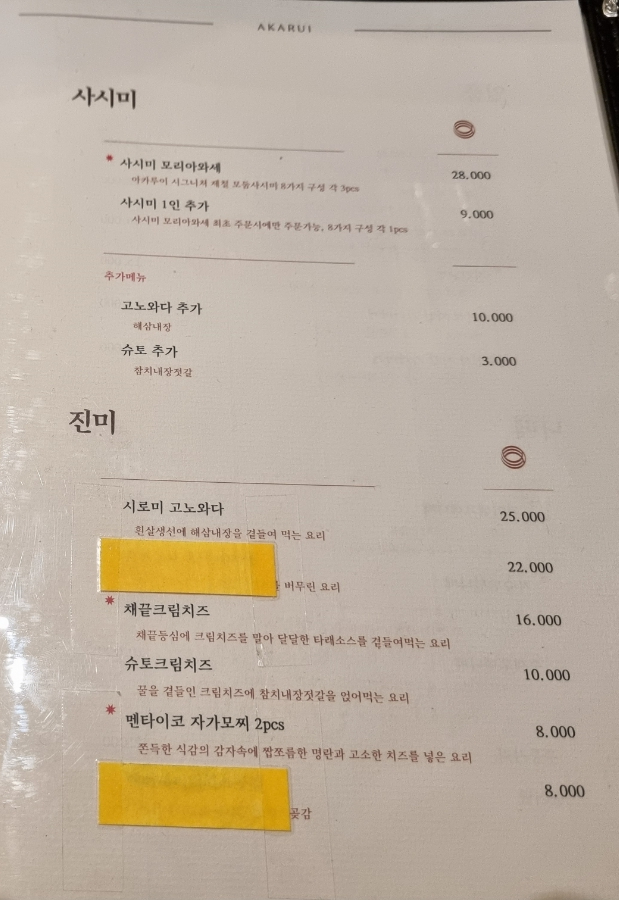 AKARUI
사시미
* 사시미 모리아와세 28,000
아카루이 시그니처 제철 모둠사시미 8가지 구성 각 3pcs
사시미 1인 추가 9.000
사시미 모리아와세 최초 주문시에만 주문가능, 8가지 구성 각 1pcs
추가메뉴
고노와다 추가 10.000
해삼내장
슈토 추가 3.000
참치내장젓갈
진미
시로미 고노와다 25.000
흰살생선에 해삼내장을 곁들여 먹는 요리
22.000
버무린 요리
* 채끝크림치즈 16.000
채끝등심에 크림치즈를 말아 달달한 타레소스를 곁들여먹는 요리
슈토크림치즈 10.000
꿀을 곁들인 크림치즈에 참치내장젓갈을 얹어먹는 요리
* 멘타이코 자가모찌 2pcs 8.000
쫀득한 식감의 감자속에 짭쪼름한 명란과 고소한 치즈를 넣은 요리
8.000
곶감